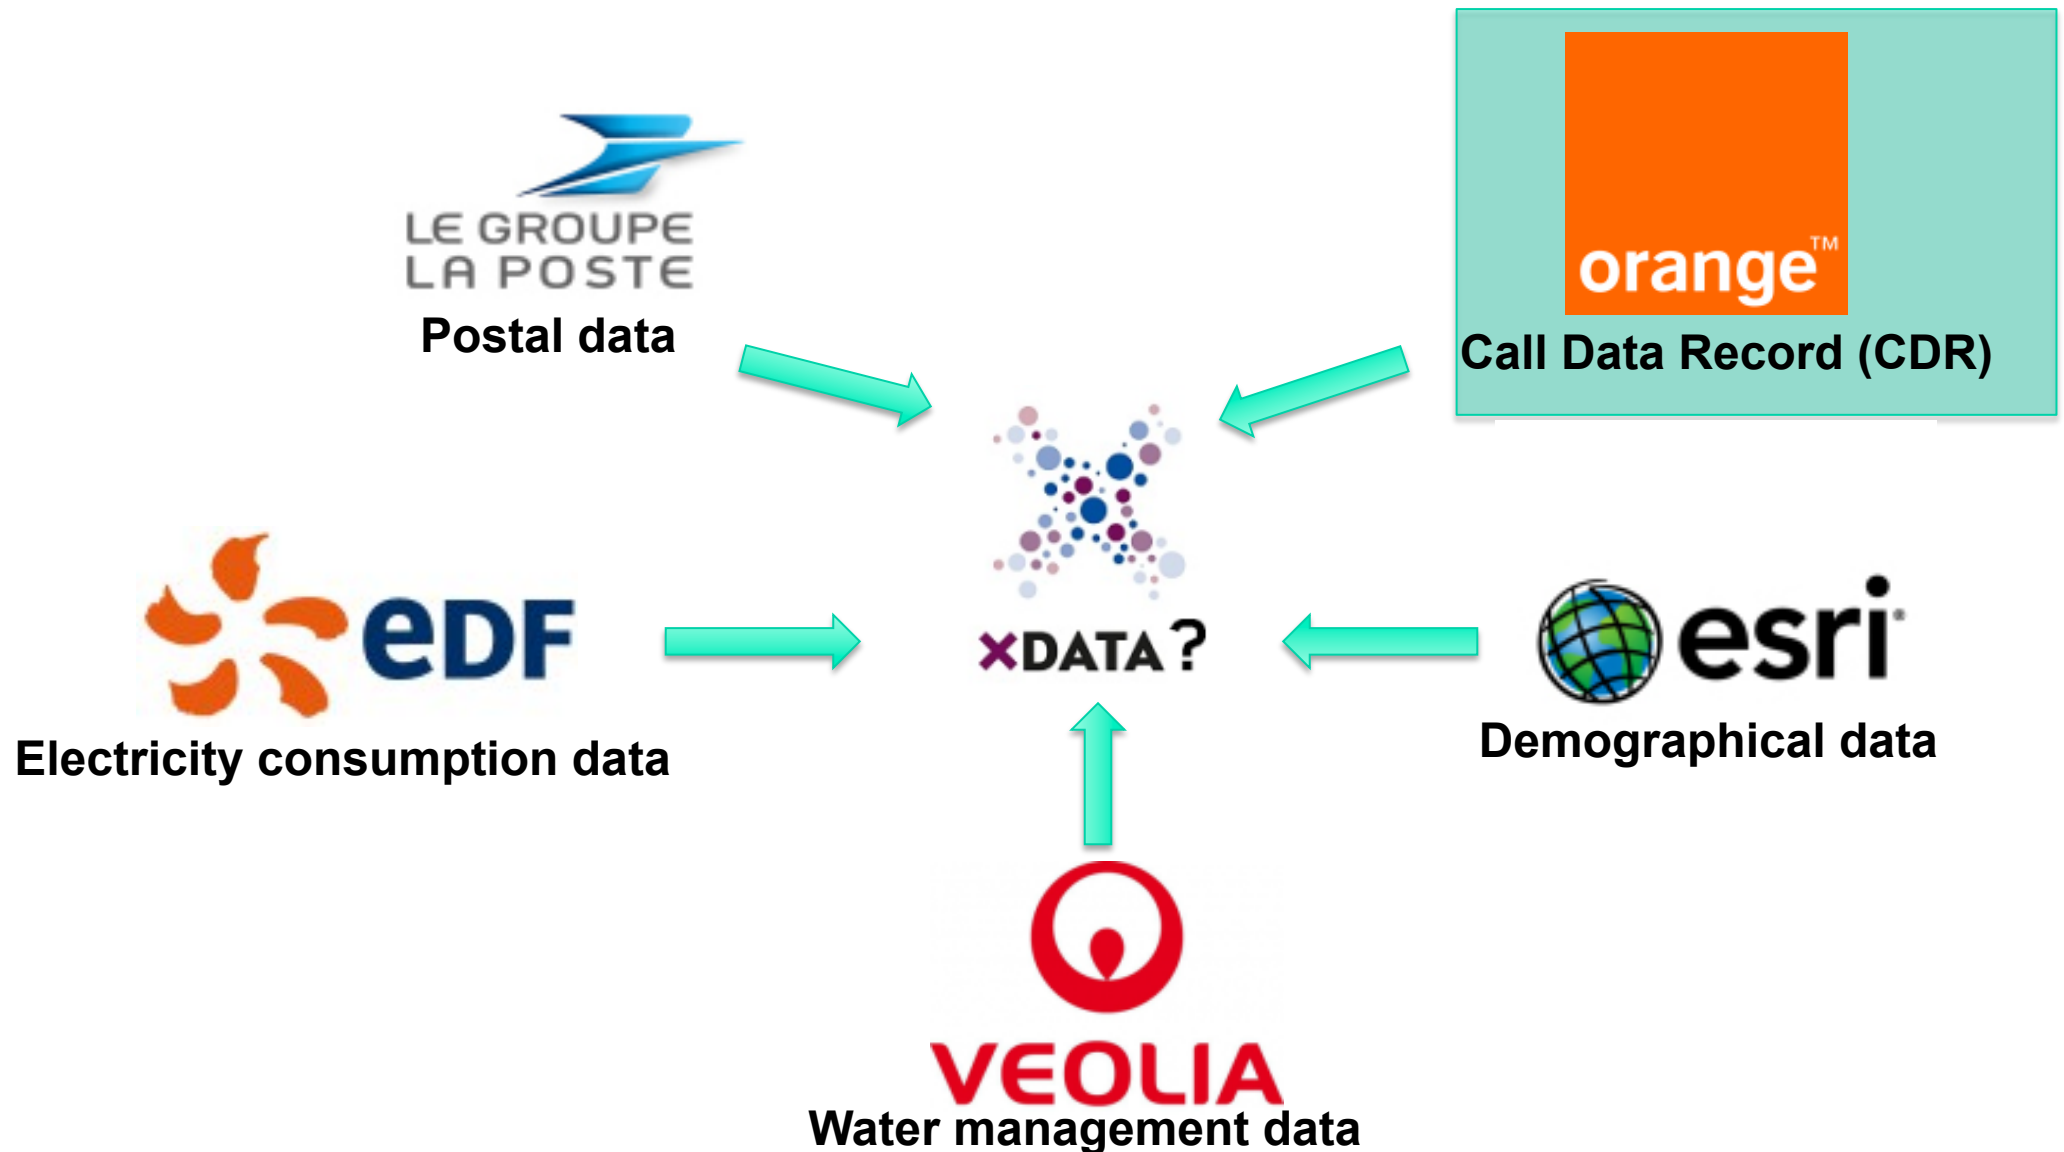 LE GROUPE
LA POSTE
Postal data
orange™
Call Data Record (CDR)
eDF
Electricity consumption data
xDATA?
esri
Demographical data
VEOLIA
Water management data